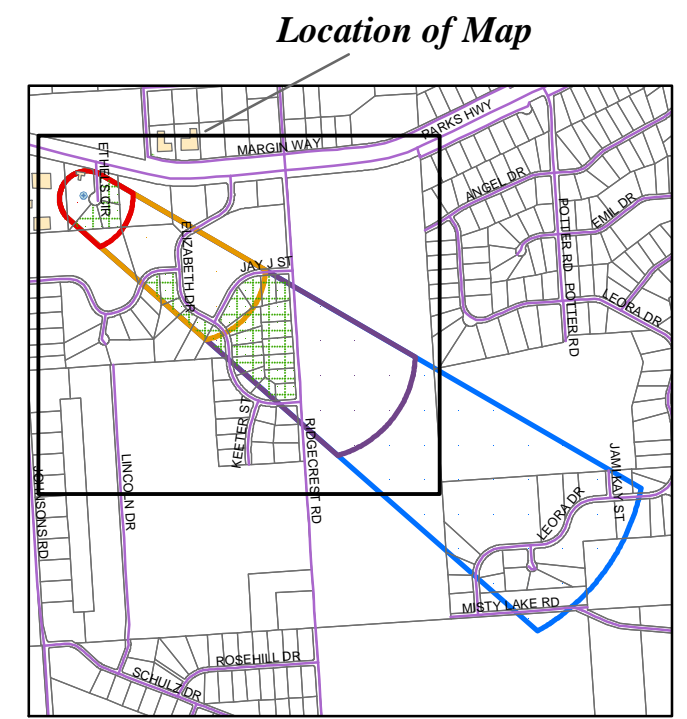 Location of Map
PARKS HWY
MARGIN WAY
ETHELS CIR
ANGEL DR
POTTER RD
EMIL DR
ELIZABETH DR
JAY J ST
LEORA DR
POTTER RD
KEETER ST
RIDGECREST RD
JOHNSONS RD
LINCOLN DR
JAMI KAY ST
LEORA DR
MISTY LAKE RD
ROSEHILL DR
SCHULZ DR